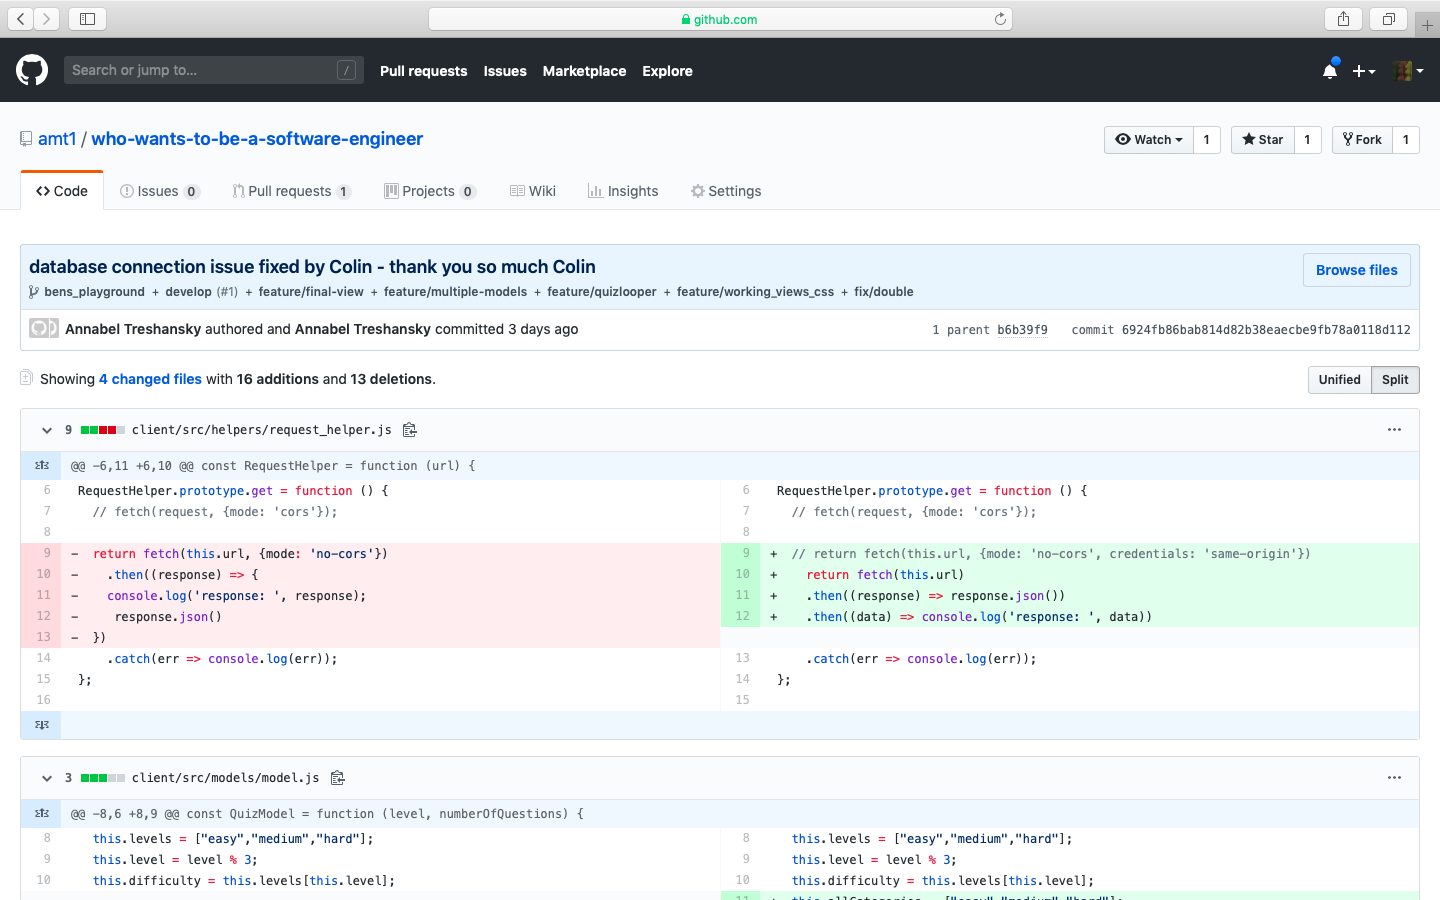 github.com
Search or jump to... / Pull requests Issues Marketplace Explore
amt1 / who-wants-to-be-a-software-engineer Watch 1 Star 1 Fork 1
Code Issues 0 Pull requests 1 Projects 0 Wiki Insights Settings
database connection issue fixed by Colin - thank you so much Colin Browse files
bens_playground + develop (#1) + feature/final-view + feature/multiple-models + feature/quizlooper + feature/working_views_css + fix/double
Annabel Treshansky authored and Annabel Treshansky committed 3 days ago 1 parent b6b39f9 commit 6924fb86bab814d82b38eaecbe9fb78a0118d112
Showing 4 changed files with 16 additions and 13 deletions. Unified Split
9 client/src/helpers/request_helper.js
@@ -6,11 +6,10 @@ const RequestHelper = function (url) {
6 RequestHelper.prototype.get = function () { 6 RequestHelper.prototype.get = function () {
7 // fetch(request, {mode: 'cors'}); 7 // fetch(request, {mode: 'cors'});
8 8
9 - return fetch(this.url, {mode: 'no-cors'}) 9 + // return fetch(this.url, {mode: 'no-cors', credentials: 'same-origin'})
10 - .then((response) => { 10 + return fetch(this.url)
11 - console.log('response: ', response); 11 + .then((response) => response.json())
12 - response.json() 12 + .then((data) => console.log('response: ', data))
13 - })
14 .catch(err => console.log(err)); 13 .catch(err => console.log(err));
15 }; 14 };
16 15
3 client/src/models/model.js
@@ -8,6 +8,9 @@ const QuizModel = function (level, numberOfQuestions) {
8 this.levels = ["easy","medium","hard"]; 8 this.levels = ["easy","medium","hard"];
9 this.level = level % 3; 9 this.level = level % 3;
10 this.difficulty = this.levels[this.level]; 10 this.difficulty = this.levels[this.level];